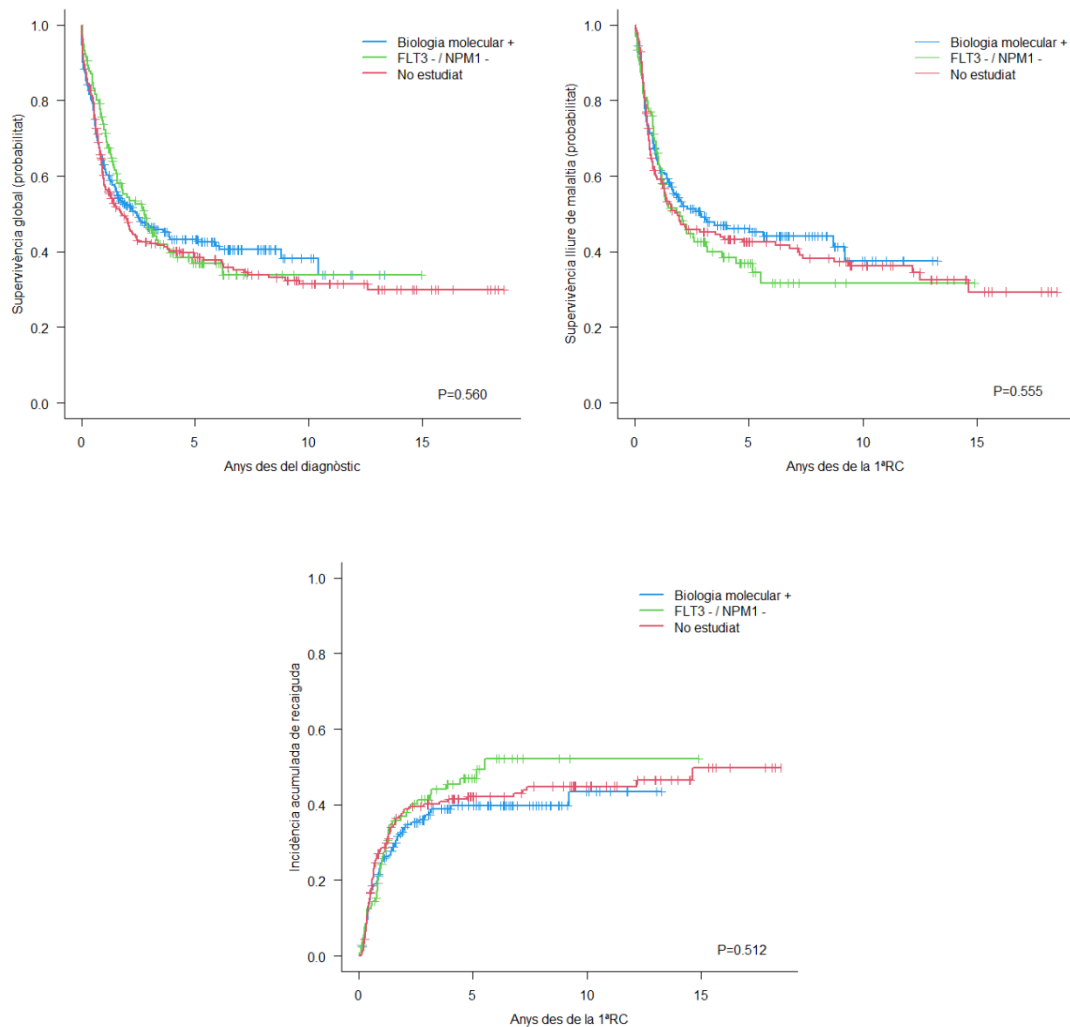 Supervivència global (probabilitat)
1.0
0.8
0.6
0.4
0.2
0.0
Biologia molecular +
FLT3 - / NPM1 -
No estudiat
P=0.560
0 5 10 15
Anys des del diagnòstic
Supervivència lliure de malaltia (probabilitat)
1.0
0.8
0.6
0.4
0.2
0.0
Biologia molecular +
FLT3 - / NPM1 -
No estudiat
P=0.555
0 5 10 15
Anys des de la 1ªRC
Incidència acumulada de recaiguda
1.0
0.8
0.6
0.4
0.2
0.0
Biologia molecular +
FLT3 - / NPM1 -
No estudiat
P=0.512
0 5 10 15
Anys des de la 1ªRC